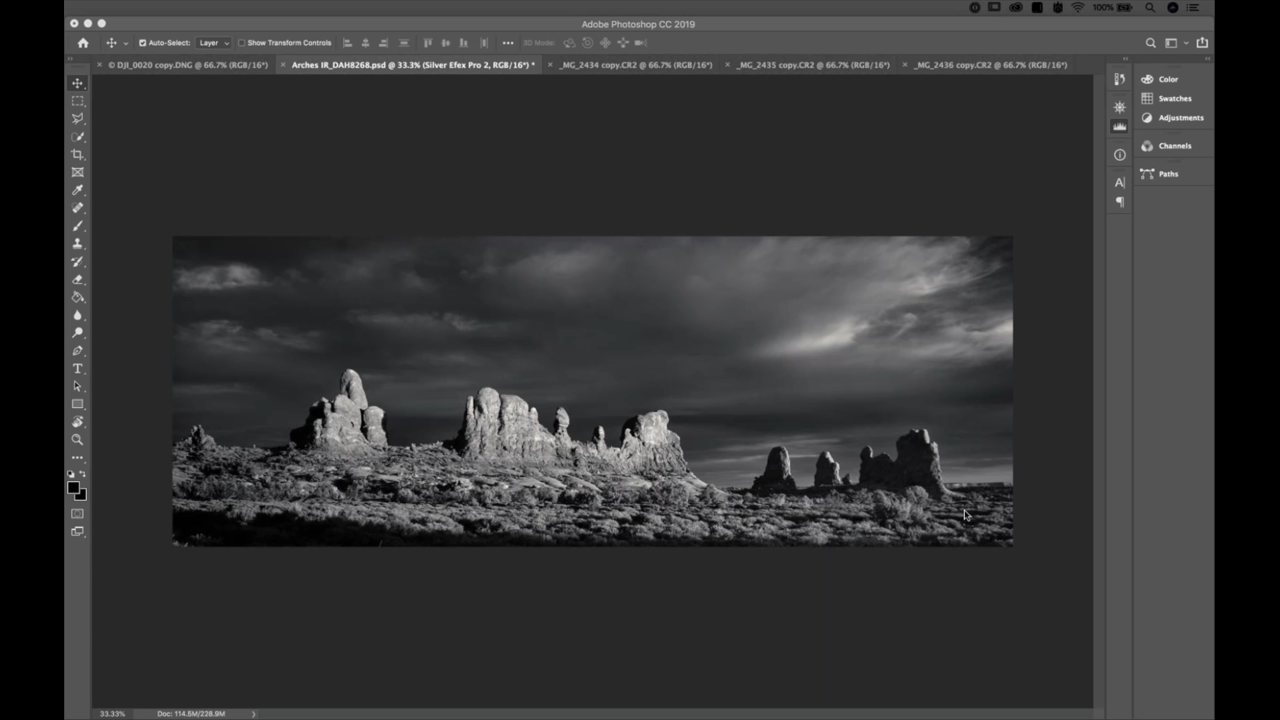 100%
Adobe Photoshop CC 2019
Auto-Select: Layer Show Transform Controls ••• 3D Mode:
× © DJI_0020 copy.DNG @ 66.7% (RGB/16*) × Arches IR_DAH8268.psd @ 33.3% (Silver Efex Pro 2, RGB/16*) * × _MG_2434 copy.CR2 @ 66.7% (RGB/16*) × _MG_2435 copy.CR2 @ 66.7% (RGB/16*) × _MG_2436 copy.CR2 @ 66.7% (RGB/16*)
Color
Swatches
Adjustments
Channels
Paths
33.33% Doc: 114.5M/228.9M